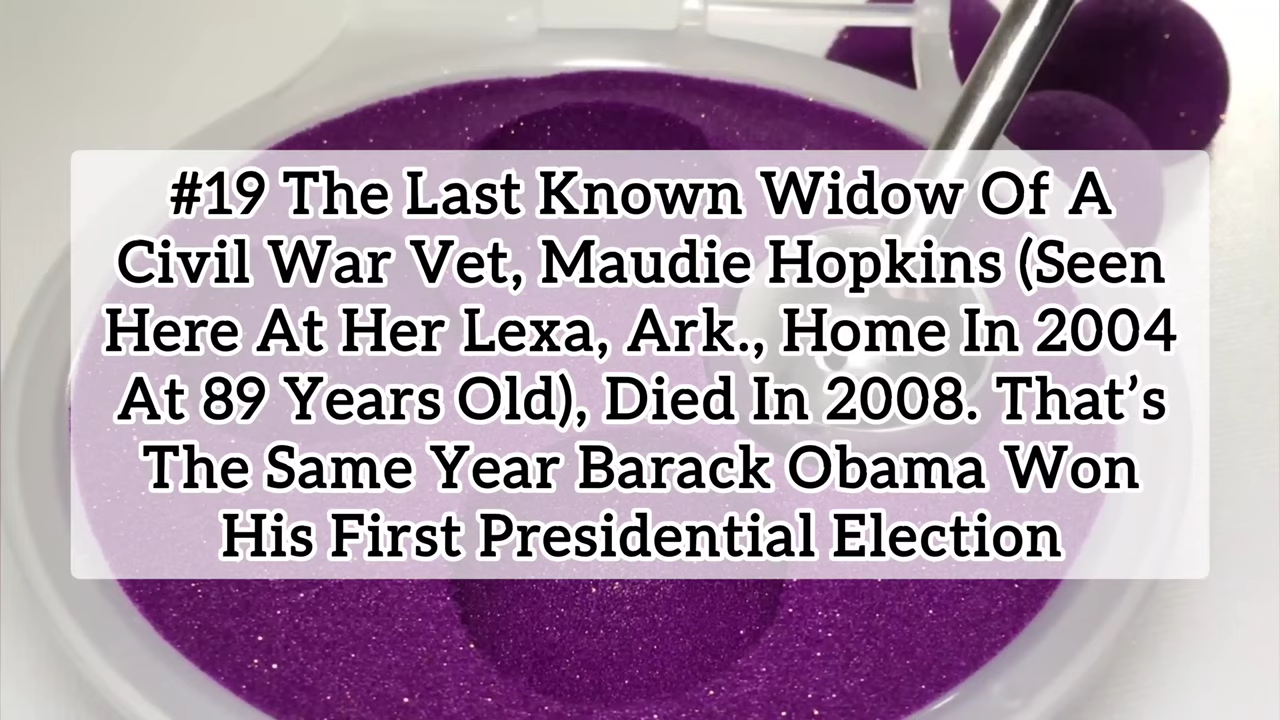 #19 The Last Known Widow Of A
Civil War Vet, Maudie Hopkins (Seen
Here At Her Lexa, Ark., Home In 2004
At 89 Years Old), Died In 2008. That’s
The Same Year Barack Obama Won
His First Presidential Election